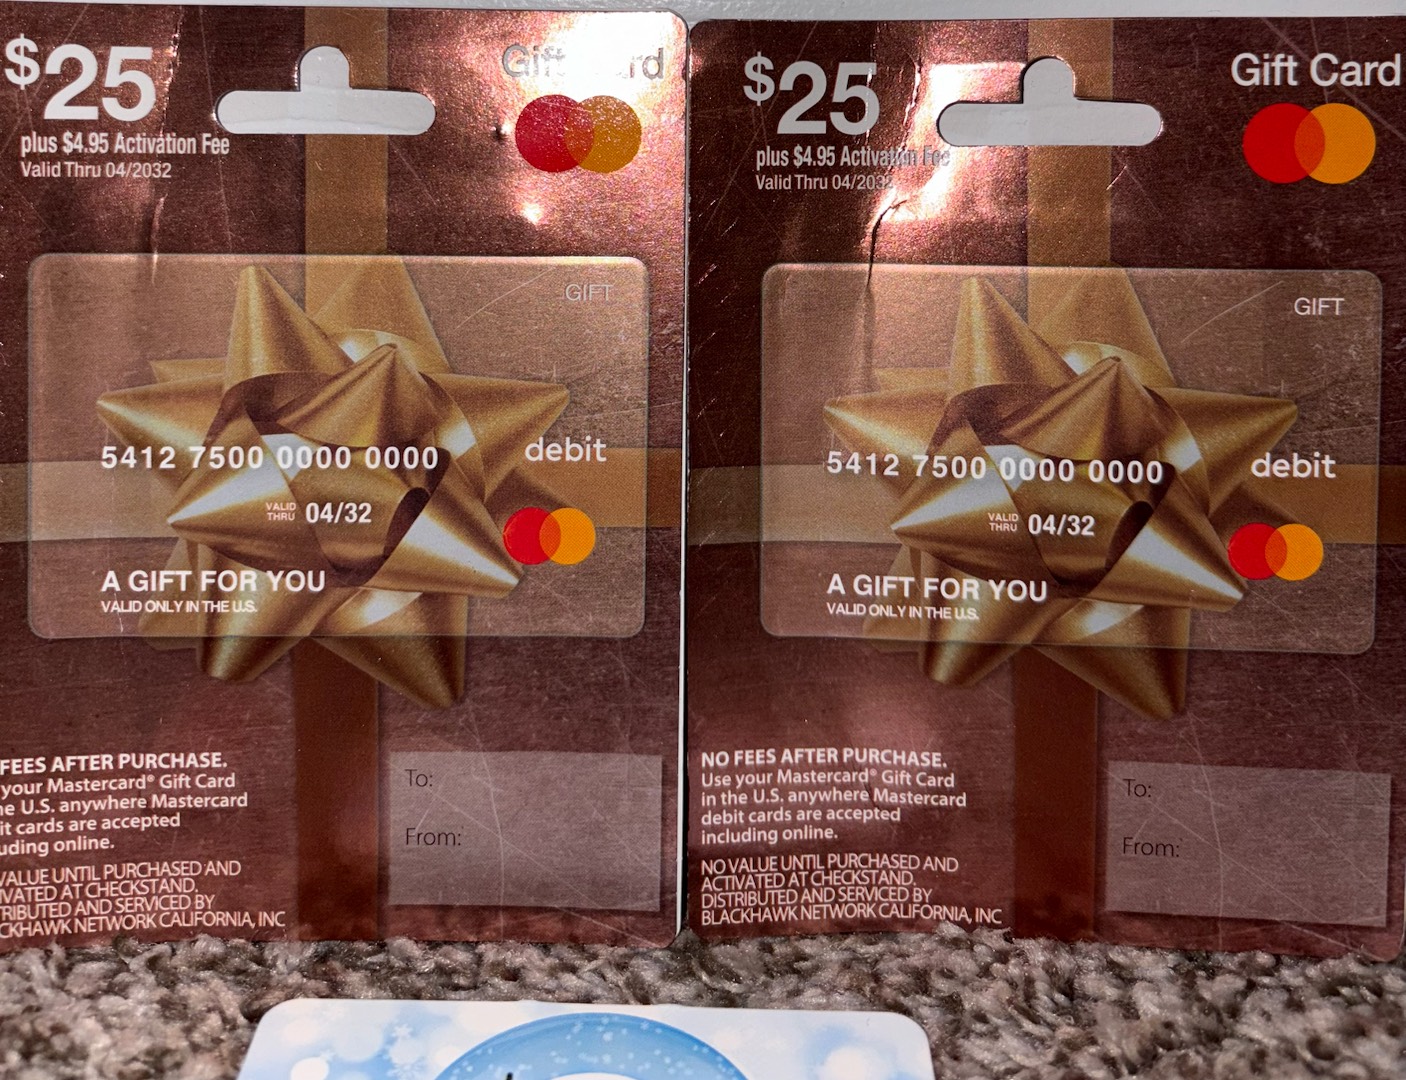 $25
plus $4.95 Activation Fee
Valid Thru 04/2032
Gift Card
GIFT
5412 7500 0000 0000
debit
VALID
THRU 04/32
A GIFT FOR YOU
VALID ONLY IN THE U.S.
FEES AFTER PURCHASE.
your Mastercard® Gift Card
he U.S. anywhere Mastercard
it cards are accepted
uding online.
VALUE UNTIL PURCHASED AND
IVATED AT CHECKSTAND.
TRIBUTED AND SERVICED BY
CKHAWK NETWORK CALIFORNIA, INC
To:
From:
$25
plus $4.95 Activation Fee
Valid Thru 04/2032
Gift Card
GIFT
5412 7500 0000 0000
debit
VALID
THRU 04/32
A GIFT FOR YOU
VALID ONLY IN THE U.S.
NO FEES AFTER PURCHASE.
Use your Mastercard® Gift Card
in the U.S. anywhere Mastercard
debit cards are accepted
including online.
NO VALUE UNTIL PURCHASED AND
ACTIVATED AT CHECKSTAND.
DISTRIBUTED AND SERVICED BY
BLACKHAWK NETWORK CALIFORNIA, INC
To:
From: